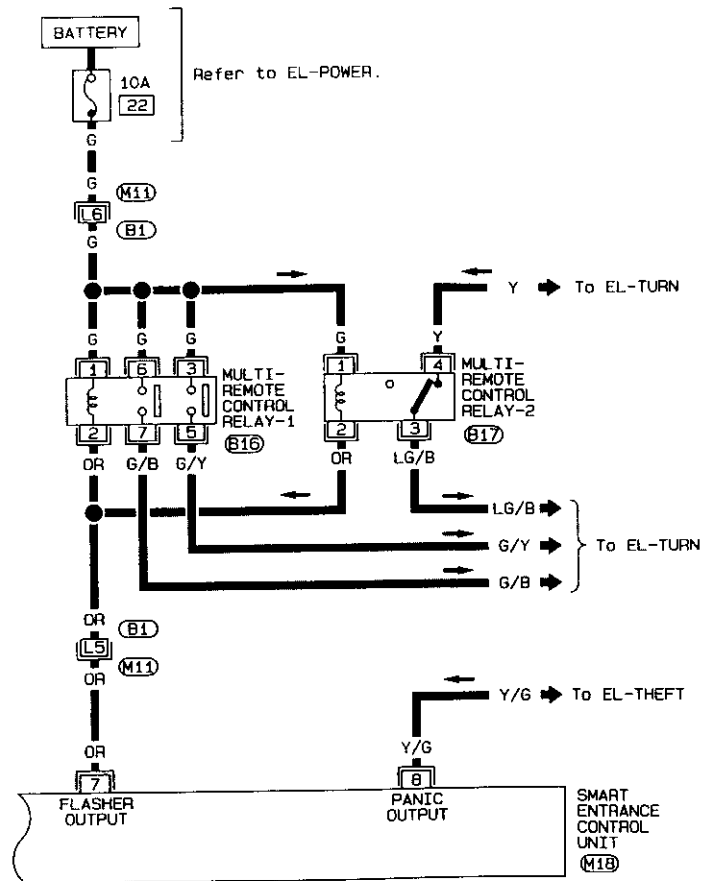 BATTERY
10A
22
Refer to EL-POWER.
G
G
M11
L6
B1
G
Y
To EL-TURN
G
G
G
G
Y
1
6
3
1
4
MULTI-
REMOTE
CONTROL
RELAY-1
B16
MULTI-
REMOTE
CONTROL
RELAY-2
B17
2
7
5
2
3
OR
G/B
G/Y
OR
LG/B
LG/B
G/Y
G/B
To EL-TURN
OR
B1
L5
M11
OR
Y/G
To EL-THEFT
OR
Y/G
7
8
FLASHER
OUTPUT
PANIC
OUTPUT
SMART
ENTRANCE
CONTROL
UNIT
M18